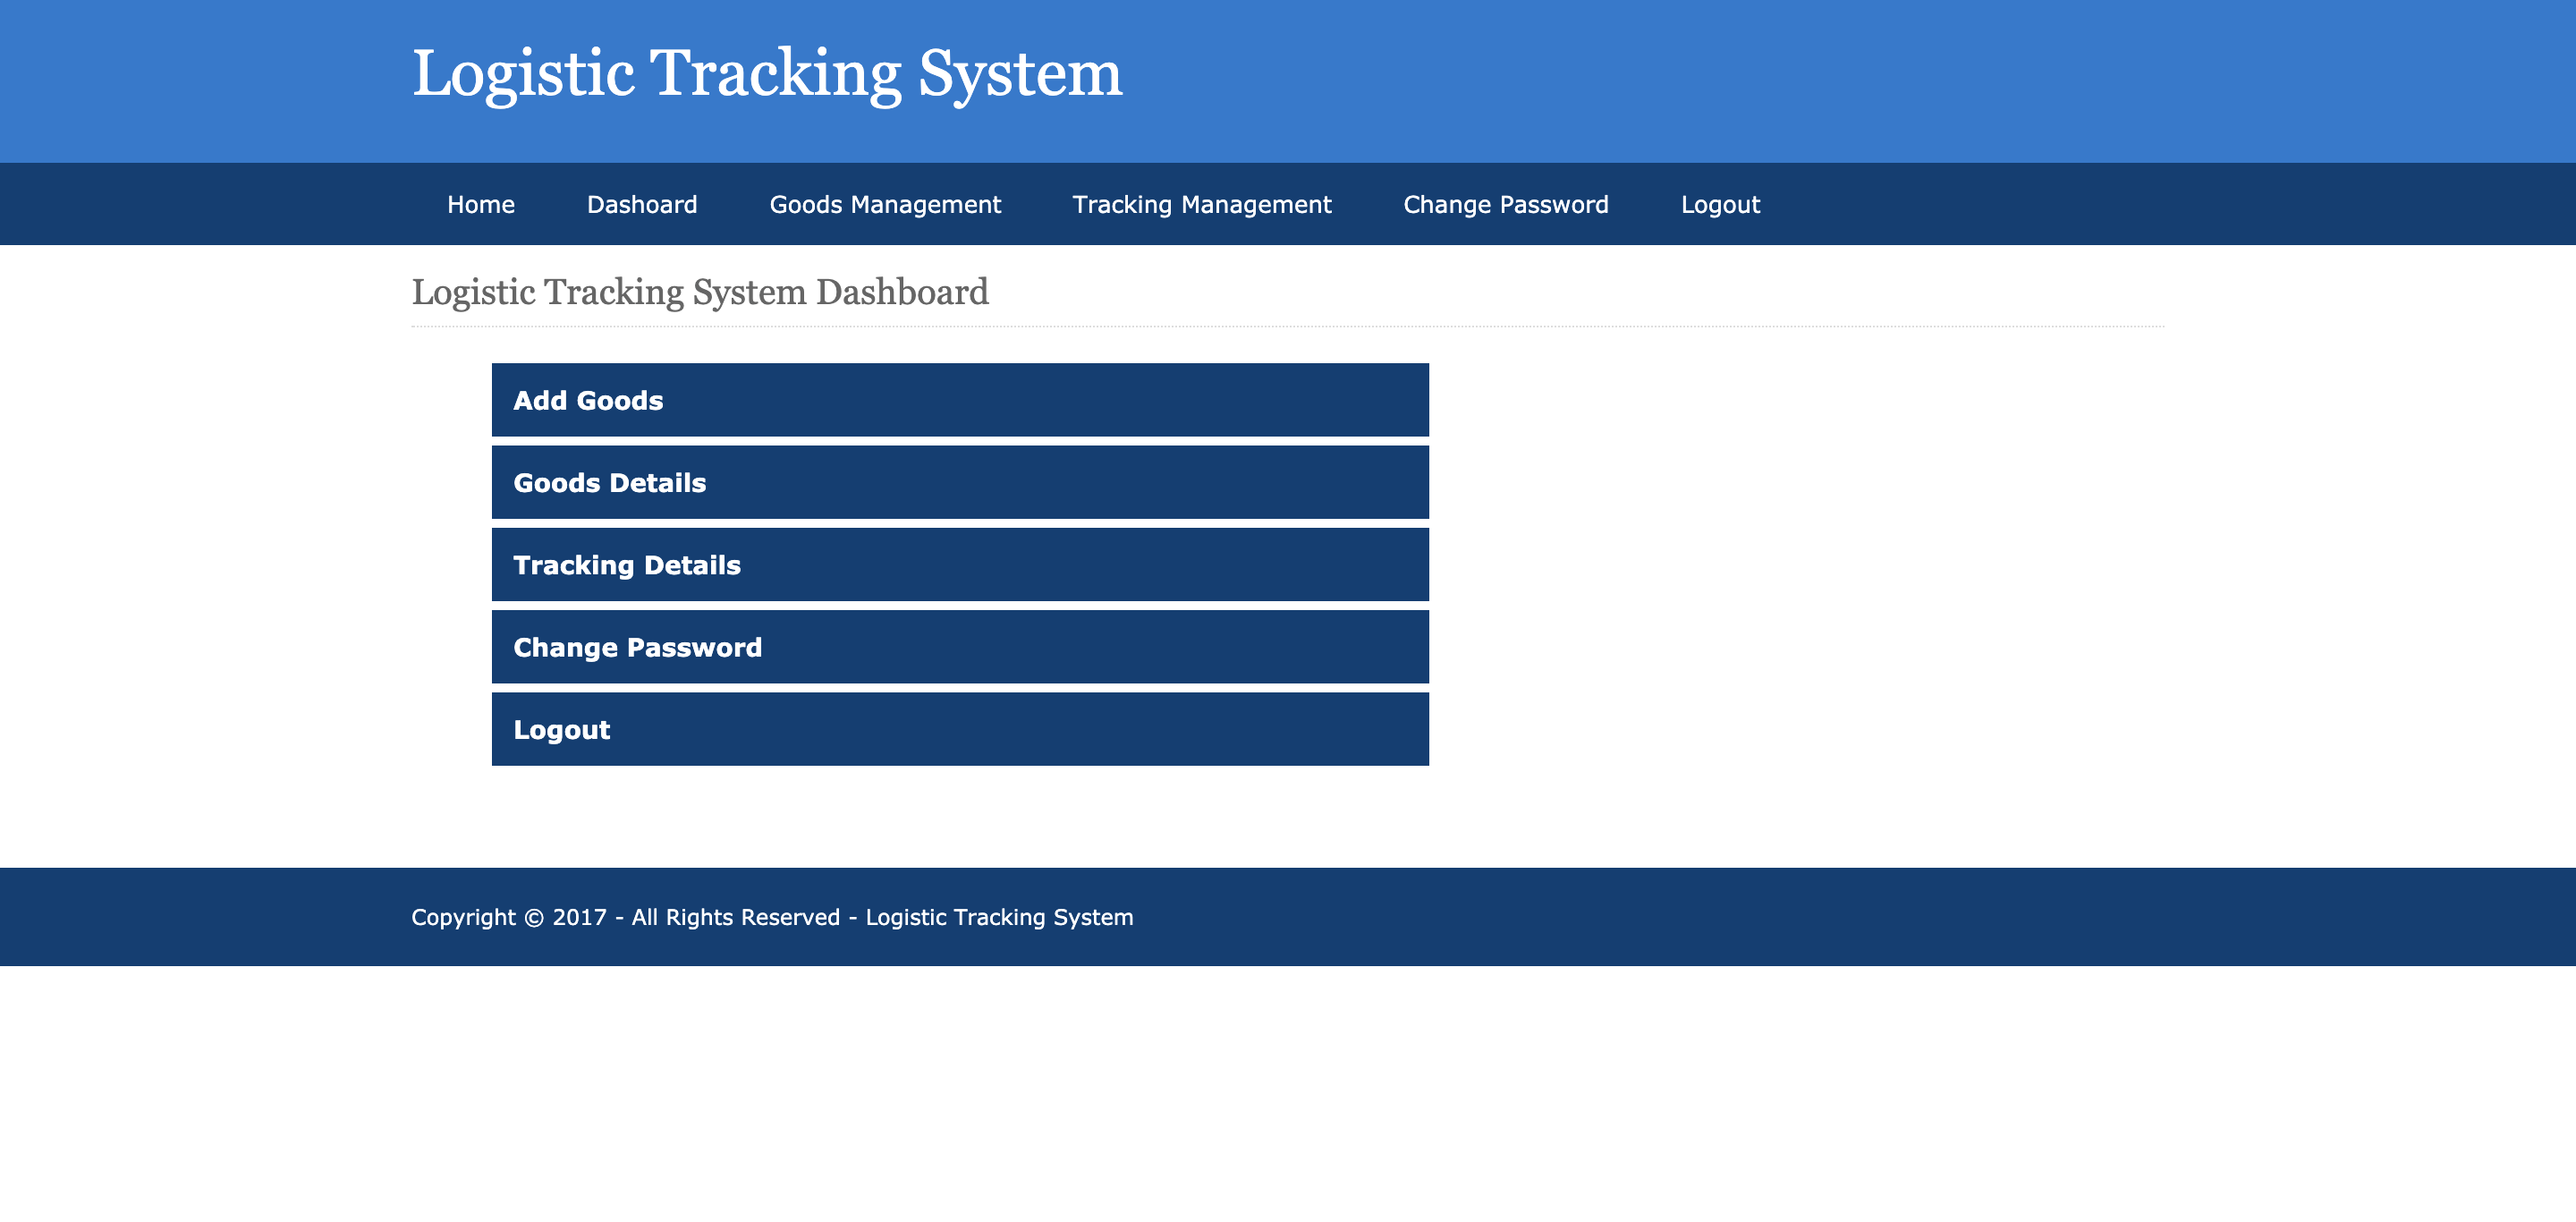 Logistic Tracking System
Home Dashoard Goods Management Tracking Management Change Password Logout
Logistic Tracking System Dashboard
Add Goods
Goods Details
Tracking Details
Change Password
Logout
Copyright © 2017 - All Rights Reserved - Logistic Tracking System